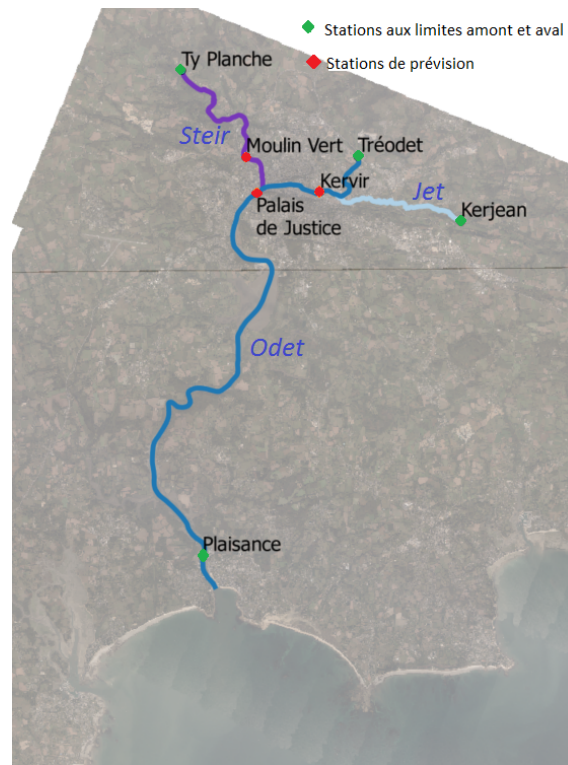 Stations aux limites amont et aval
Stations de prévision
Ty Planche
Steir
Moulin Vert
Tréodet
Kervir
Jet
Palais
de Justice
Kerjean
Odet
Plaisance